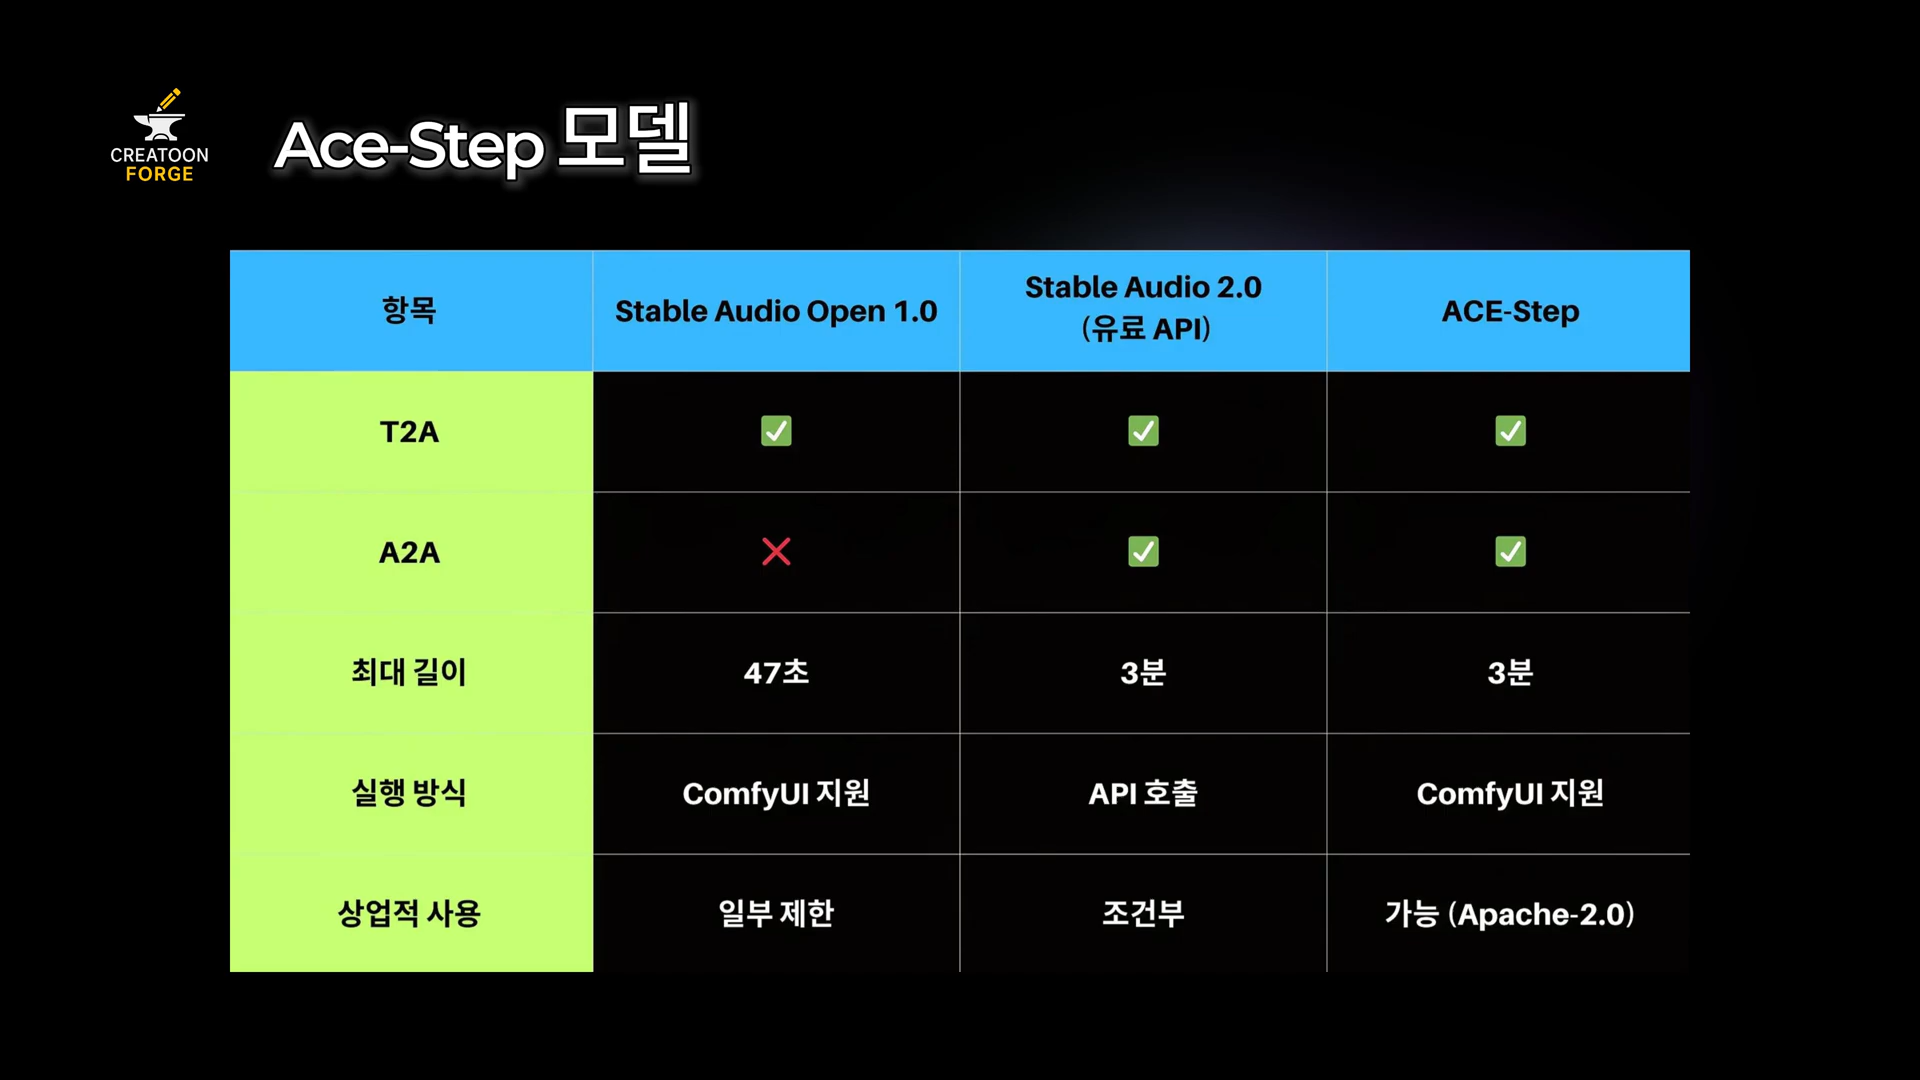 CREATOON
FORGE
Ace-Step 모델
항목
Stable Audio Open 1.0
Stable Audio 2.0
(유료 API)
ACE-Step
T2A
✅
✅
✅
A2A
❌
✅
✅
최대 길이
47초
3분
3분
실행 방식
ComfyUI 지원
API 호출
ComfyUI 지원
상업적 사용
일부 제한
조건부
가능 (Apache-2.0)